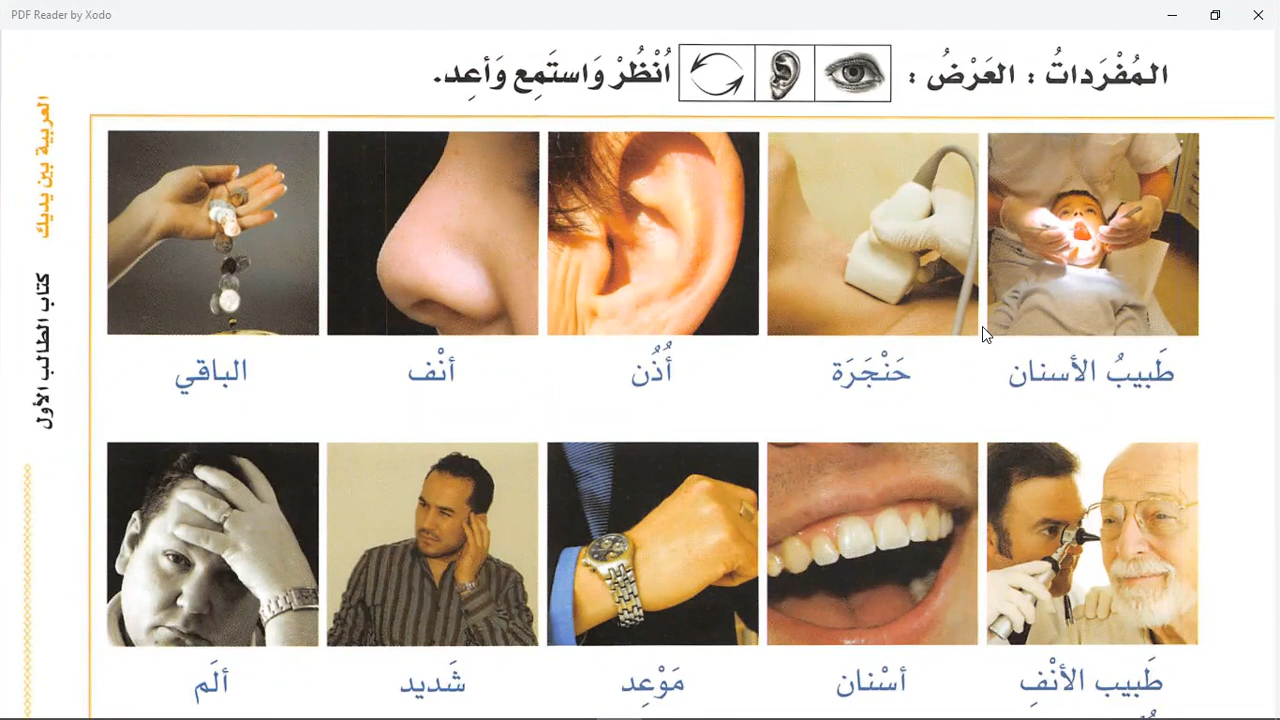 PDF Reader by Xodo
المُفْرَداتُ : العَرْضُ : اُنْظُرْ وَاستَمِع وَأعِد.
العربية بين يديك
كتاب الطالب الأول
طَبيبُ الأسنان
حَنْجَرَة
أُذُن
أنْف
الباقي
طَبيب الأنْفِ
أسْنان
مَوْعِد
شَديد
ألَم